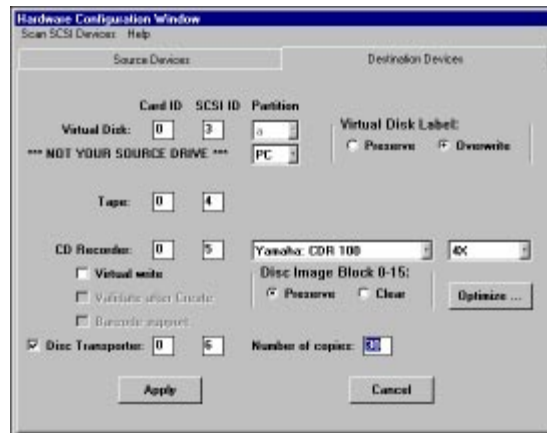 Hardware Configuration Window
Scan SCSI Devices Help
Source Devices Destination Devices
Card ID SCSI ID Partition
Virtual Disk: 0 3 a Virtual Disk Label:
*** NOT YOUR SOURCE DRIVE *** PC Preserve Overwrite
Tape: 0 4
CD Recorder: 0 5 Yamaha: CDR 100 4X
Virtual write Disc Image Block 0-15:
Validate after Create Preserve Clear Optimize ...
Barcode support
Disc Transporter: 0 6 Number of copies: 30
Apply Cancel